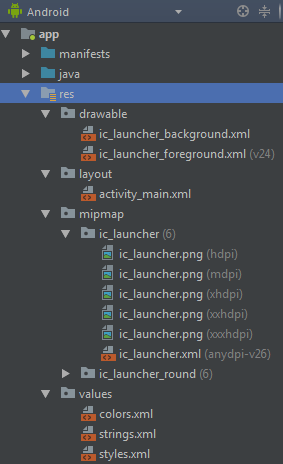 Android
app
manifests
java
res
drawable
ic_launcher_background.xml
ic_launcher_foreground.xml (v24)
layout
activity_main.xml
mipmap
ic_launcher (6)
ic_launcher.png (hdpi)
ic_launcher.png (mdpi)
ic_launcher.png (xhdpi)
ic_launcher.png (xxhdpi)
ic_launcher.png (xxxhdpi)
ic_launcher.xml (anydpi-v26)
ic_launcher_round (6)
values
colors.xml
strings.xml
styles.xml